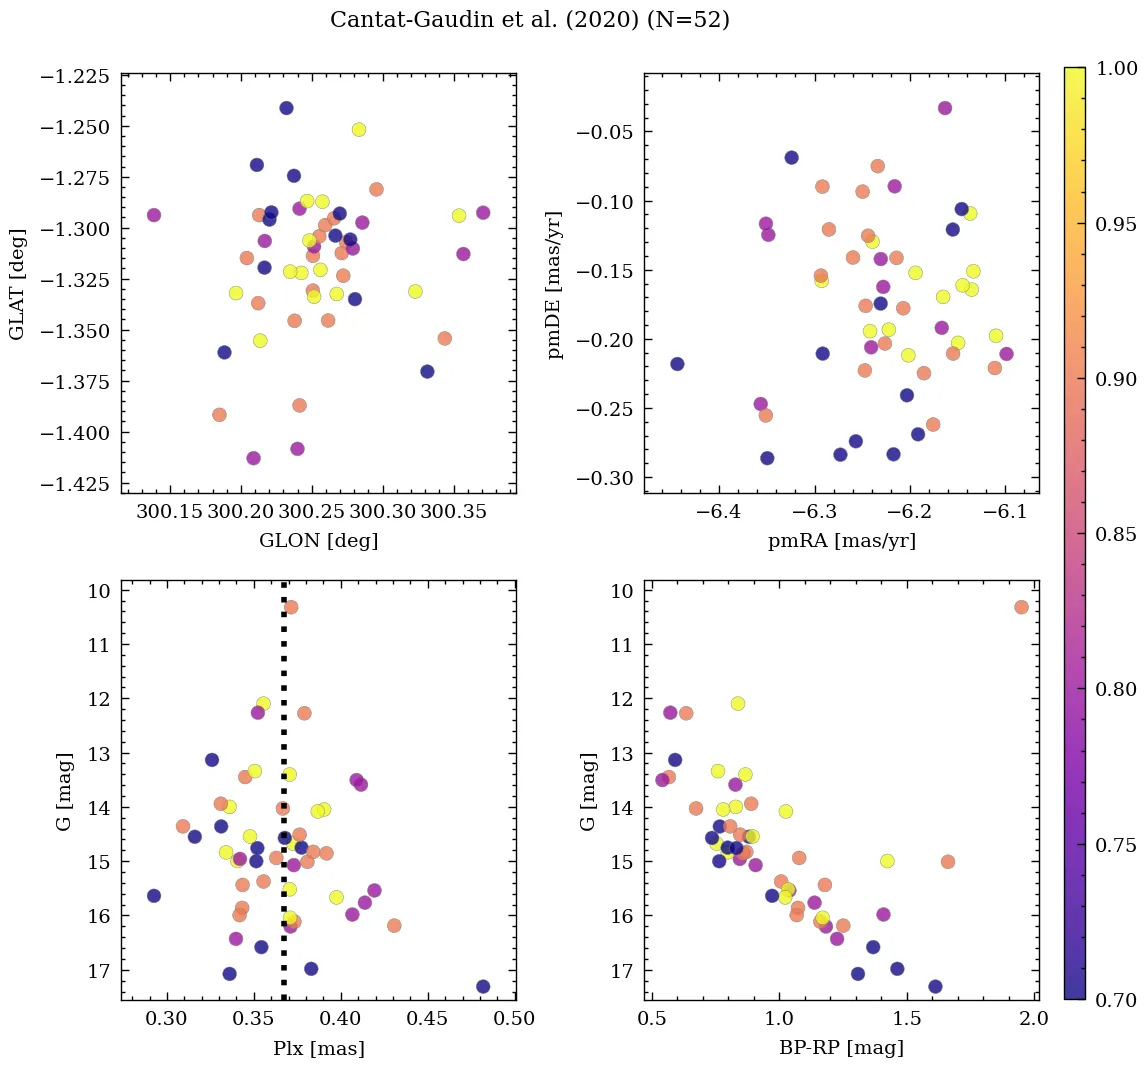 Cantat-Gaudin et al. (2020) (N=52)
−1.225
−1.250
−1.275
−1.300
−1.325
−1.350
−1.375
−1.400
−1.425
GLAT [deg]
300.15 300.20 300.25 300.30 300.35
GLON [deg]
−0.05
−0.10
−0.15
−0.20
−0.25
−0.30
pmDE [mas/yr]
−6.4 −6.3 −6.2 −6.1
pmRA [mas/yr]
10
11
12
13
14
15
16
17
G [mag]
0.30 0.35 0.40 0.45 0.50
Plx [mas]
10
11
12
13
14
15
16
17
G [mag]
0.5 1.0 1.5 2.0
BP-RP [mag]
1.00
0.95
0.90
0.85
0.80
0.75
0.70